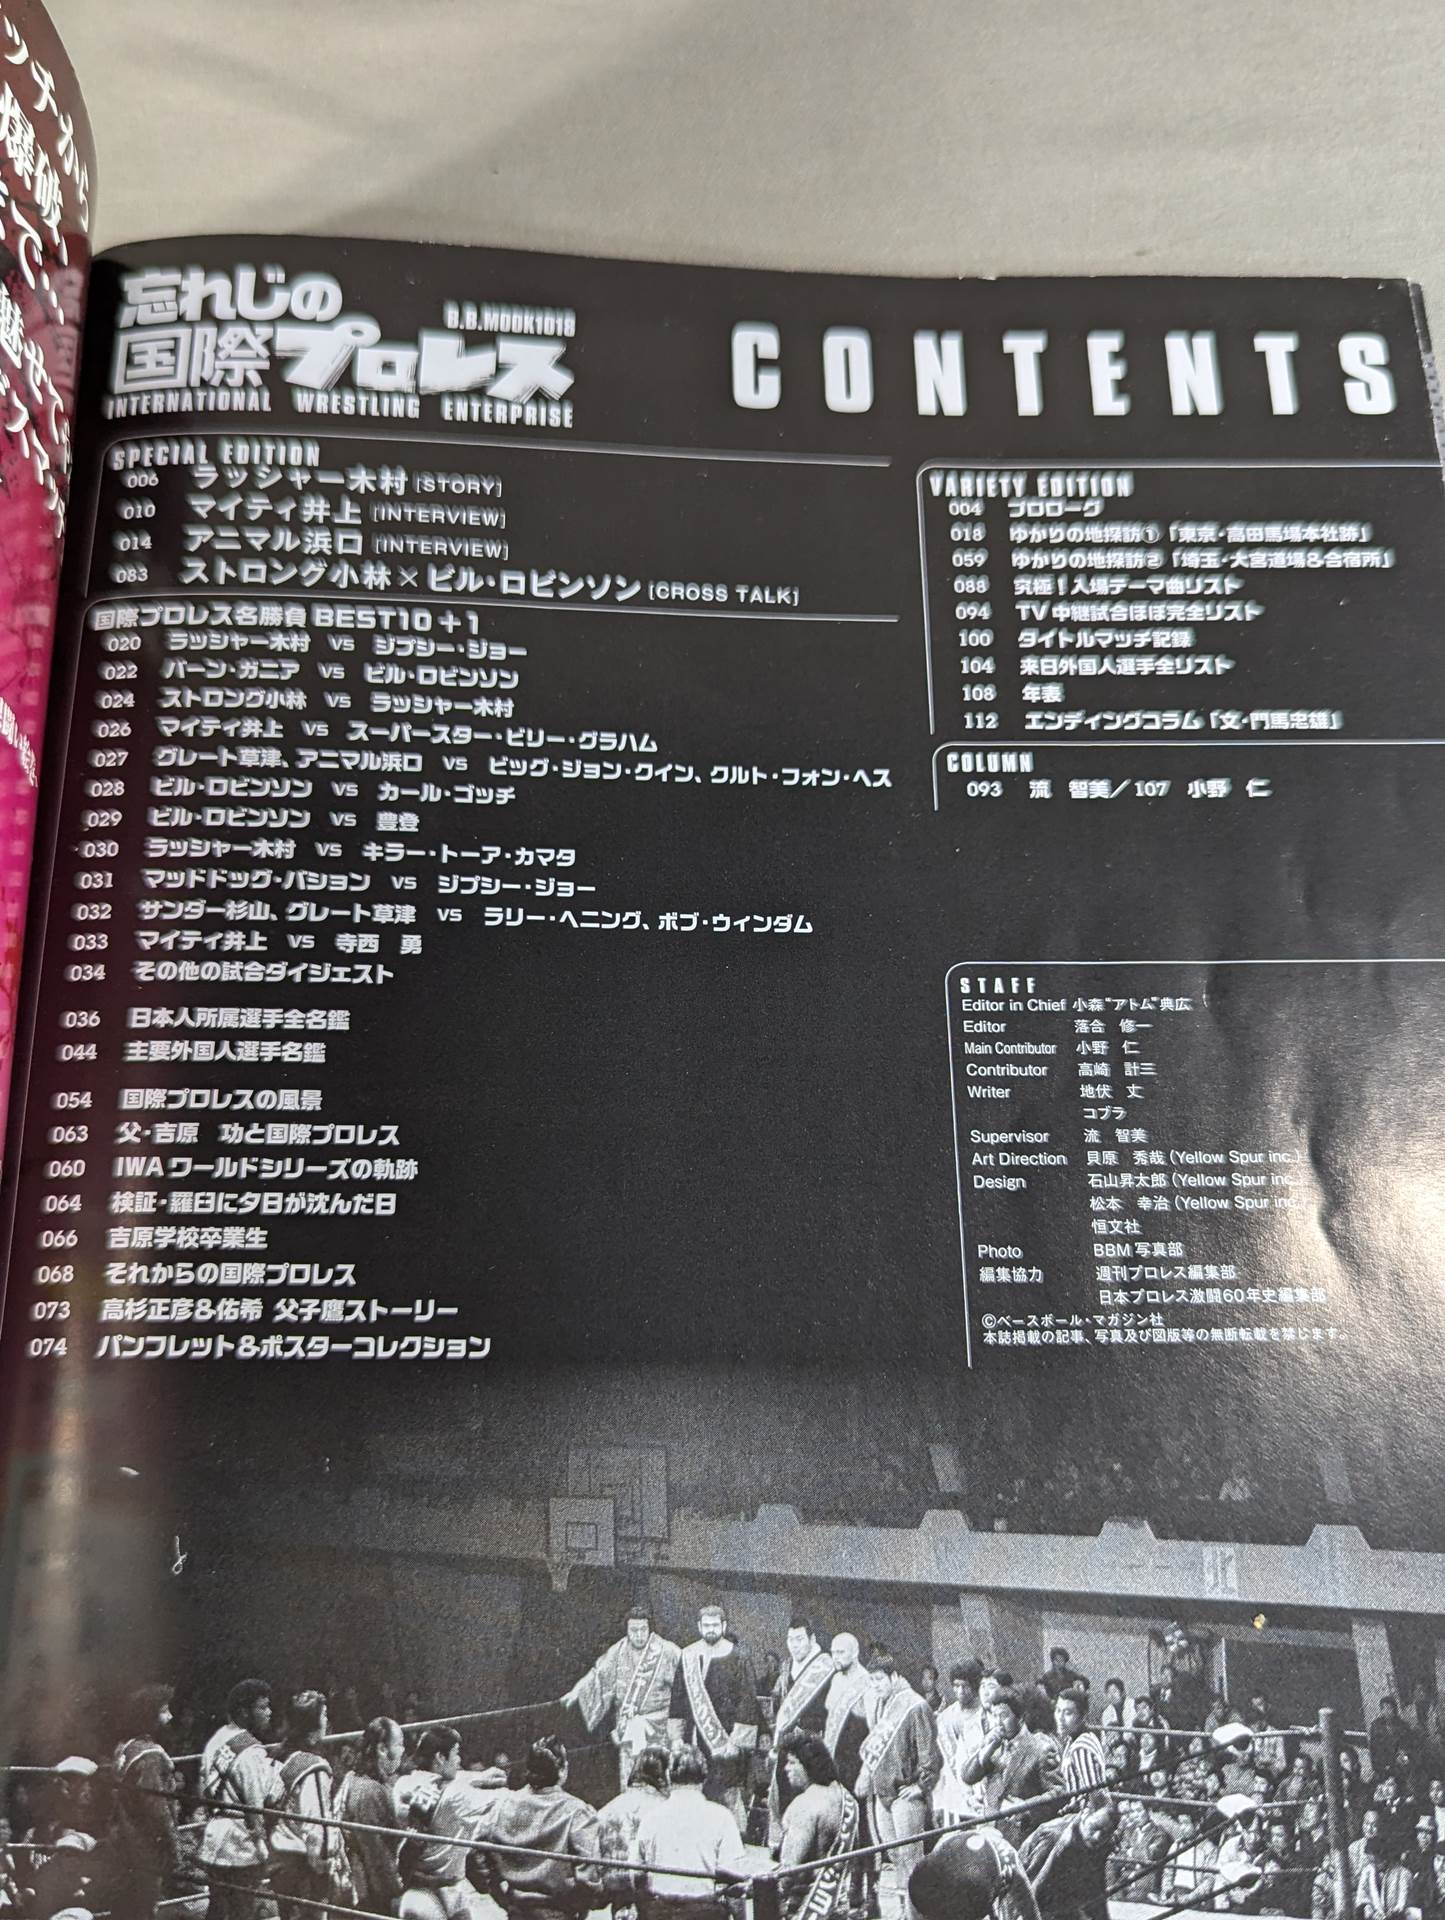 忘れじの
国際プロレス
B.B.MOOK1018
INTERNATIONAL WRESTLING ENTERPRISE
CONTENTS
SPECIAL EDITION
006 ラッシャー木村 [STORY]
010 マイティ井上 [INTERVIEW]
014 アニマル浜口 [INTERVIEW]
083 ストロング小林×ビル・ロビンソン [CROSS TALK]
国際プロレス名勝負 BEST10＋1
020 ラッシャー木村 vs ジプシー・ジョー
022 バーン・ガニア vs ビル・ロビンソン
024 ストロング小林 vs ラッシャー木村
026 マイティ井上 vs スーパースター・ビリー・グラハム
027 グレート草津、アニマル浜口 vs ビッグ・ジョン・クイン、クルト・フォン・ヘス
028 ビル・ロビンソン vs カール・ゴッチ
029 ビル・ロビンソン vs 豊登
030 ラッシャー木村 vs キラー・トーア・カマタ
031 マッドドッグ・バション vs ジプシー・ジョー
032 サンダー杉山、グレート草津 vs ラリー・ヘニング、ボブ・ウィンダム
033 マイティ井上 vs 寺西 勇
034 その他の試合ダイジェスト
036 日本人所属選手全名鑑
044 主要外国人選手名鑑
054 国際プロレスの風景
063 父・吉原 功と国際プロレス
060 IWAワールドシリーズの軌跡
064 検証・羅臼に夕日が沈んだ日
066 吉原学校卒業生
068 それからの国際プロレス
073 高杉正彦&佑希 父子鷹ストーリー
074 パンフレット&ポスターコレクション
VARIETY EDITION
004 プロローグ
018 ゆかりの地探訪①「東京・高田馬場本社跡」
059 ゆかりの地探訪②「埼玉・大宮道場&合宿所」
088 究極！入場テーマ曲リスト
094 TV中継試合ほぼ完全リスト
100 タイトルマッチ記録
104 来日外国人選手全リスト
108 年表
112 エンディングコラム「文・門馬忠雄」
COLUMN
093 流 智美／107 小野 仁
STAFF
Editor in Chief 小森“アトム”典広
Editor 落合 修一
Main Contributor 小野 仁
Contributor 高崎 計三
Writer 地伏 丈
コブラ
Supervisor 流 智美
Art Direction 貝原 秀哉（Yellow Spur inc.）
Design 石山昇太郎（Yellow Spur inc.）
松本 幸治（Yellow Spur inc.）
恒文社
Photo BBM写真部
編集協力 週刊プロレス編集部
日本プロレス激闘60年史編集部
©ベースボール・マガジン社
本誌掲載の記事、写真及び図版等の無断転載を禁じます。